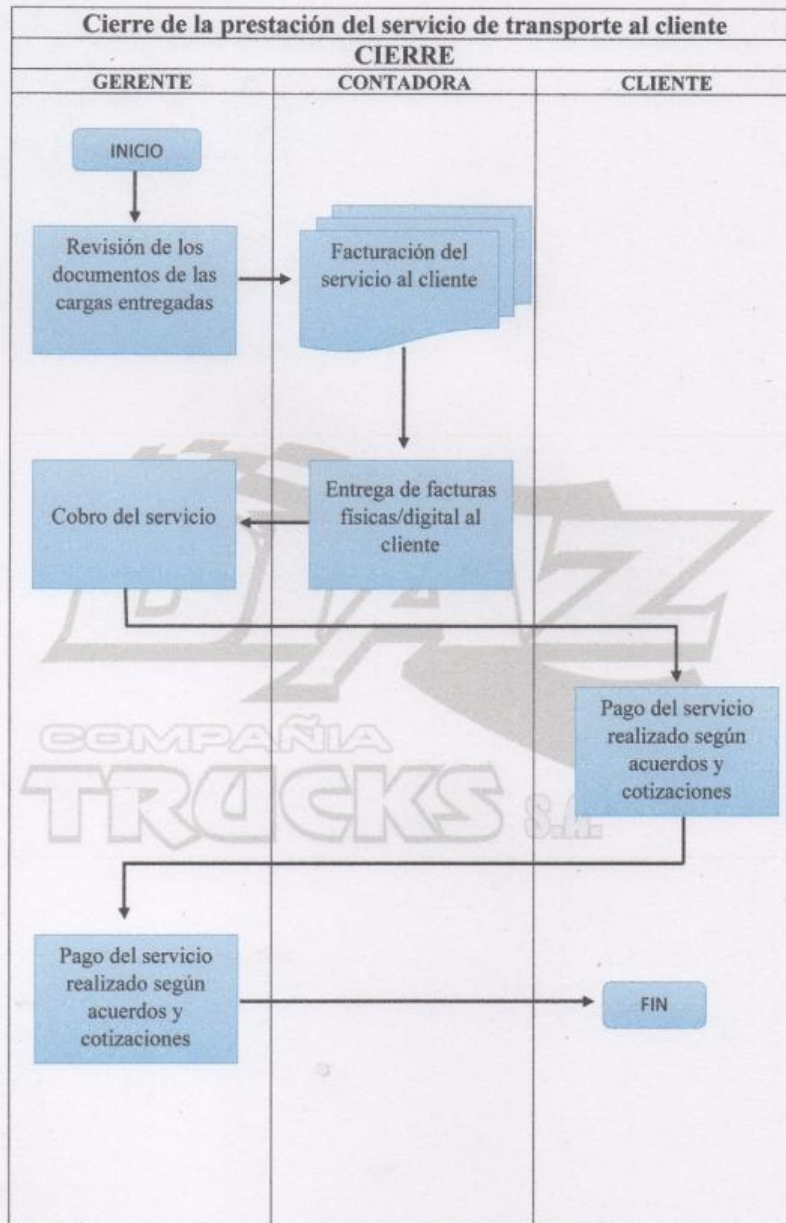 Cierre de la prestación del servicio de transporte al cliente
CIERRE
GERENTE
CONTADORA
CLIENTE
INICIO
Revisión de los
documentos de las
cargas entregadas
Facturación del
servicio al cliente
Cobro del servicio
Entrega de facturas
físicas/digital al
cliente
DIAZ
COMPAÑIA
TRUCKS S.A.
Pago del servicio
realizado según
acuerdos y
cotizaciones
Pago del servicio
realizado según
acuerdos y
cotizaciones
FIN